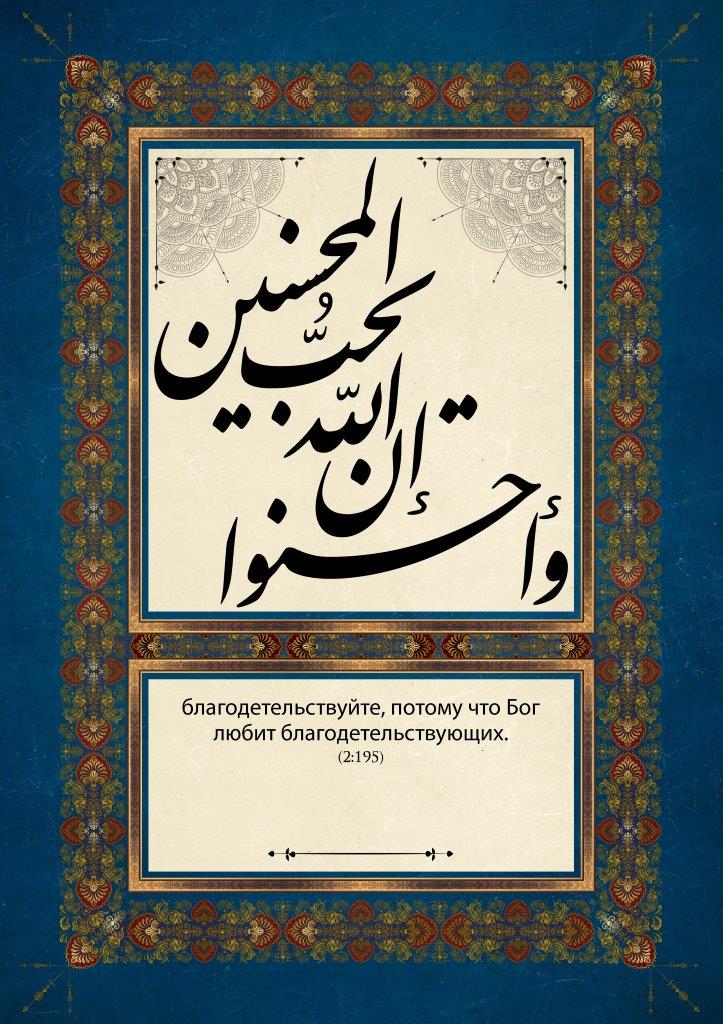 وأحسنوا
إن الله
يحبُّ
المحسنين
благодетельствуйте, потому что Бог
любит благодетельствующих.
(2:195)